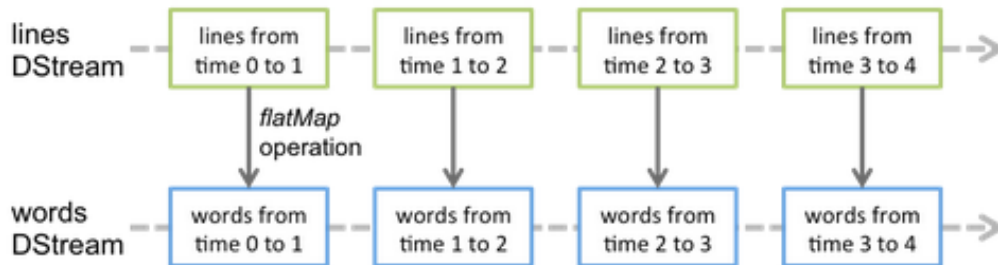 lines
DStream
lines from
time 0 to 1
lines from
time 1 to 2
lines from
time 2 to 3
lines from
time 3 to 4
flatMap
operation
words
DStream
words from
time 0 to 1
words from
time 1 to 2
words from
time 2 to 3
words from
time 3 to 4